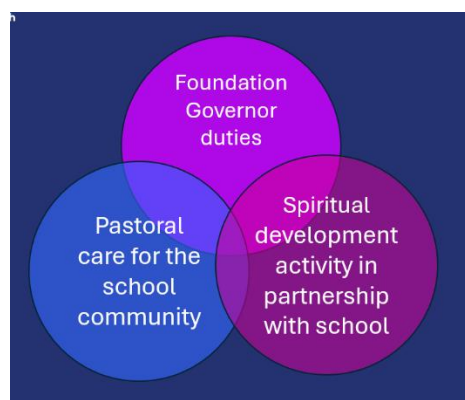 Foundation
Governor
duties
Pastoral
care for the
school
community
Spiritual
development
activity in
partnership
with school